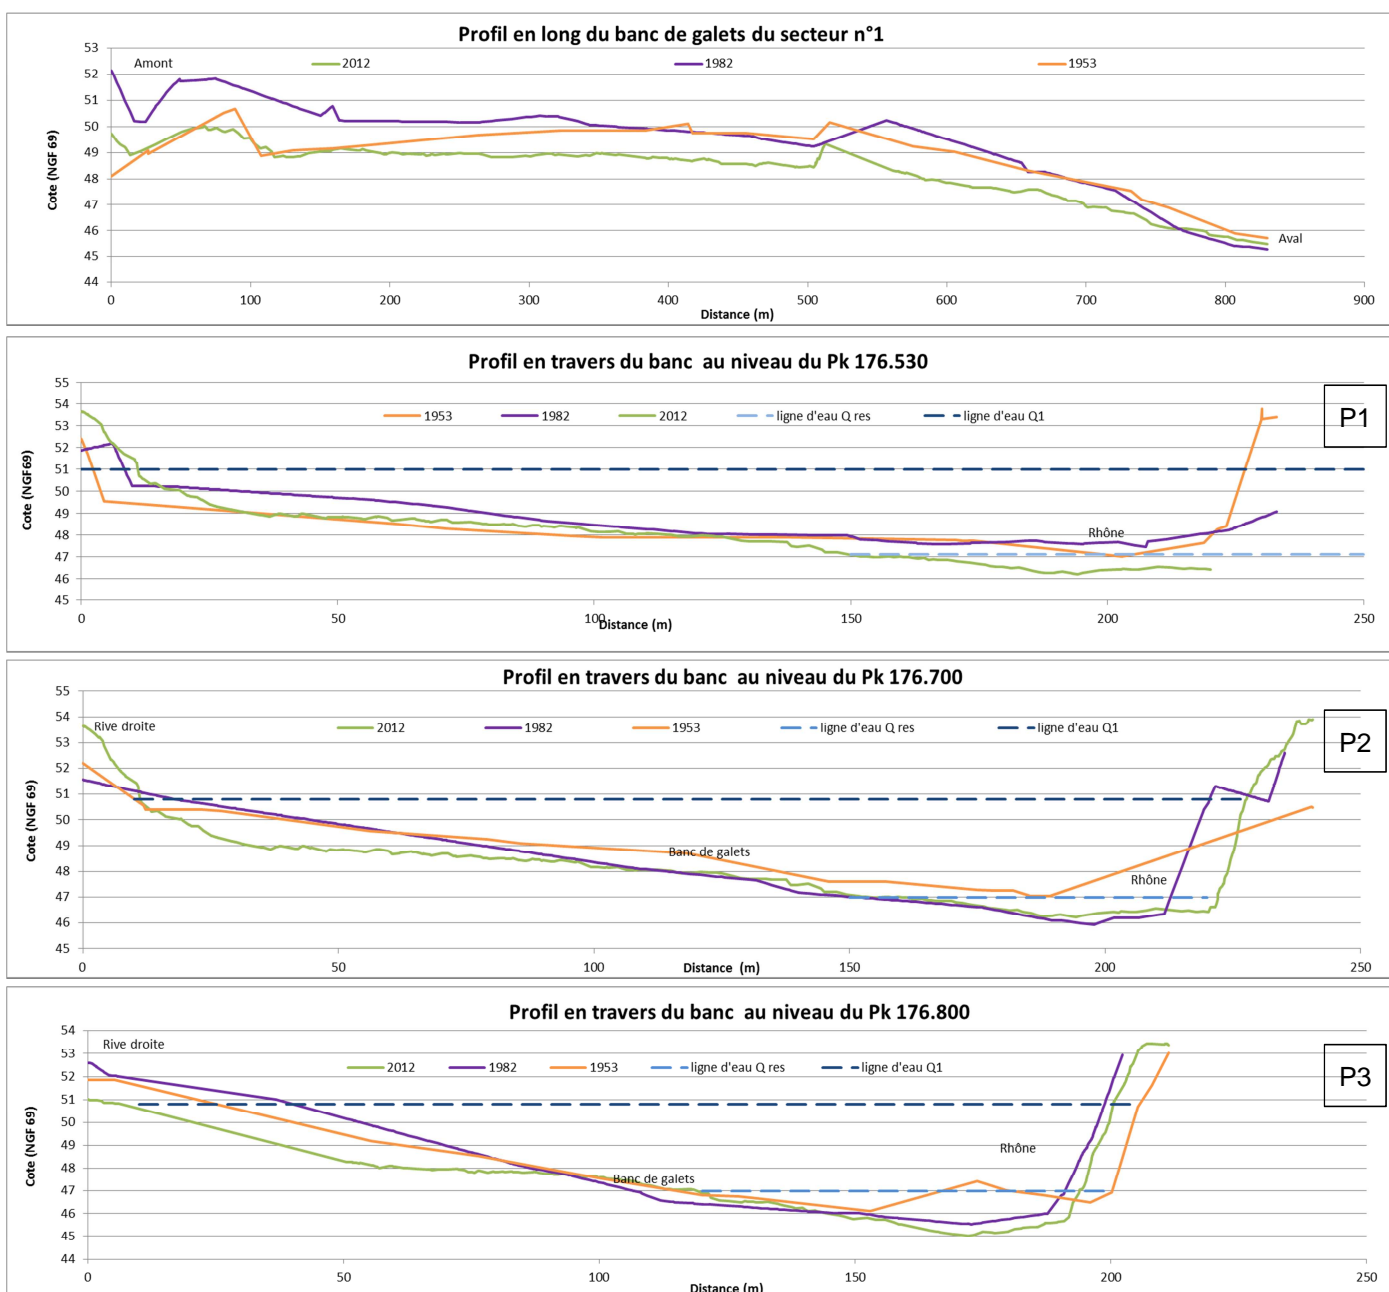 Profil en long du banc de galets du secteur n°1
53
Amont 2012 1982 1953
52
51
50
49
48
47
46
45
44
Cote (NGF 69)
Aval
0 100 200 300 400 500 600 700 800 900
Distance (m)
Profil en travers du banc au niveau du Pk 176.530
P1
55
54
1953 1982 2012 ligne d'eau Q res ligne d'eau Q1
53
52
51
50
49
48
47
46
45
Cote (NGF69)
Rhône
0 50 100 150 200 250
Distance (m)
Profil en travers du banc au niveau du Pk 176.700
P2
55
54
Rive droite 2012 1982 1953 ligne d'eau Q res ligne d'eau Q1
53
52
51
50
49
48
47
46
45
Cote (NGF 69)
Banc de galets
Rhône
0 50 100 150 200 250
Distance (m)
Profil en travers du banc au niveau du Pk 176.800
P3
54
Rive droite
53
2012 1982 1953 ligne d'eau Q res ligne d'eau Q1
52
51
50
49
48
47
46
45
44
Cote (NGF 69)
Rhône
Banc de galets
0 50 100 150 200 250
Distance (m)